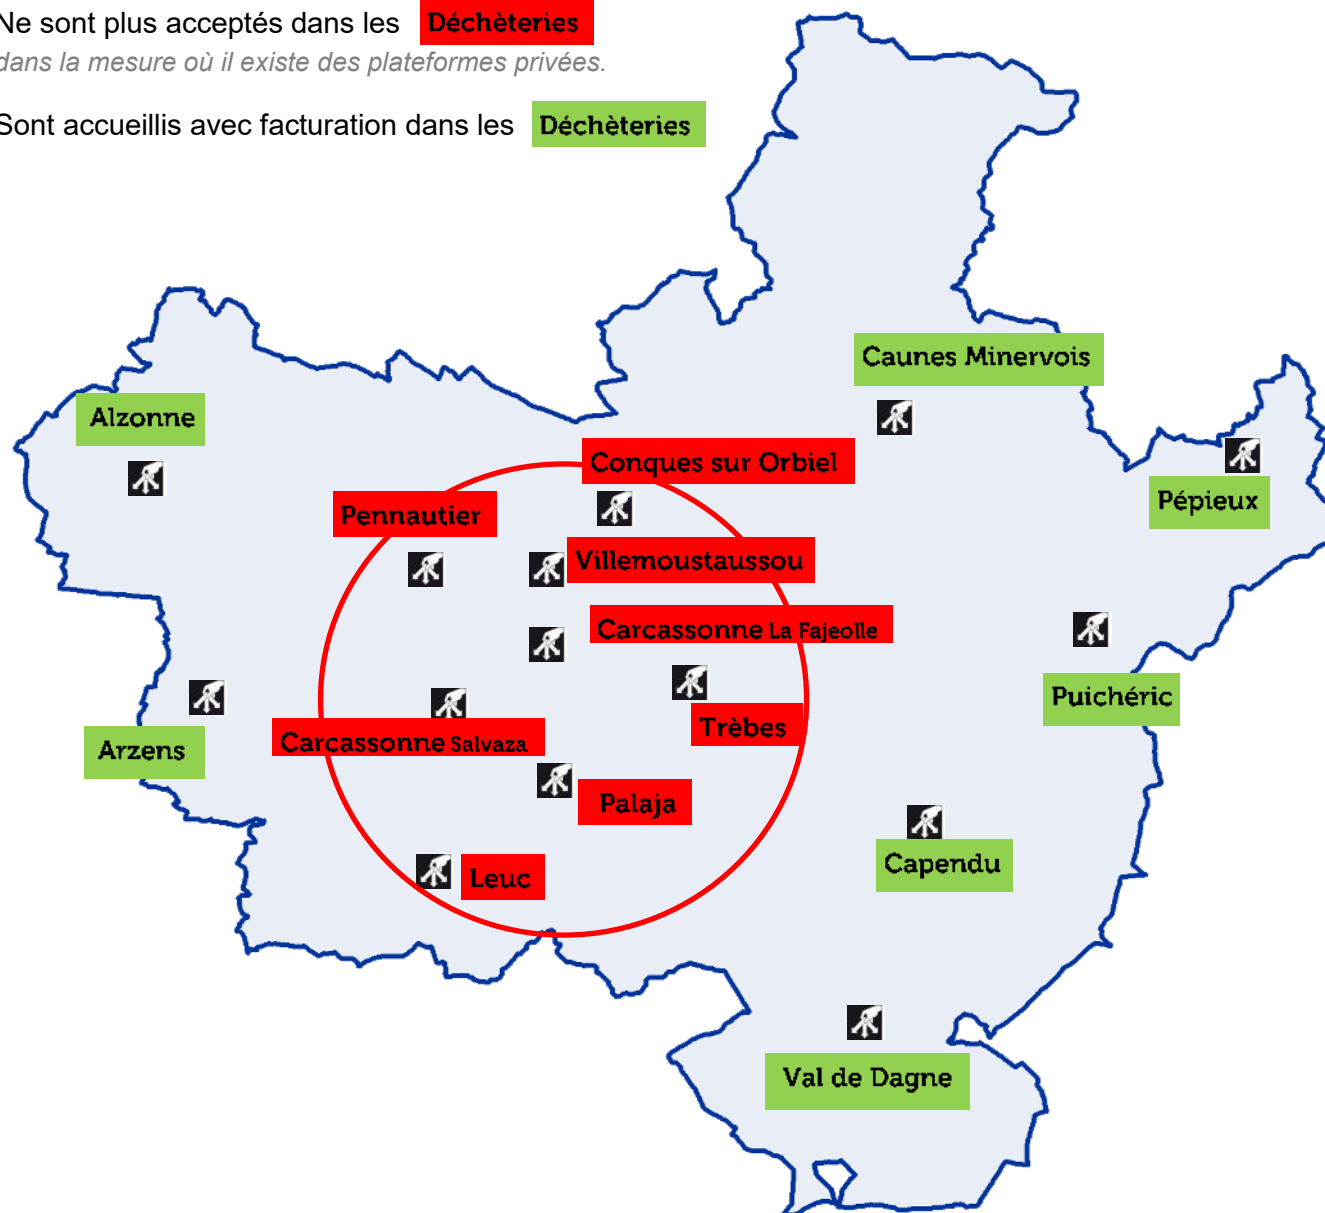 Ne sont plus acceptés dans les Déchèteries
dans la mesure où il existe des plateformes privées.
Sont accueillis avec facturation dans les Déchèteries
Caunes Minervois
Alzonne
Conques sur Orbiel
Pépieux
Pennautier
Villemoustaussou
Carcassonne La Fajeolle
Puichéric
Trèbes
Carcassonne Salvaza
Arzens
Palaja
Capendu
Leuc
Val de Dagne